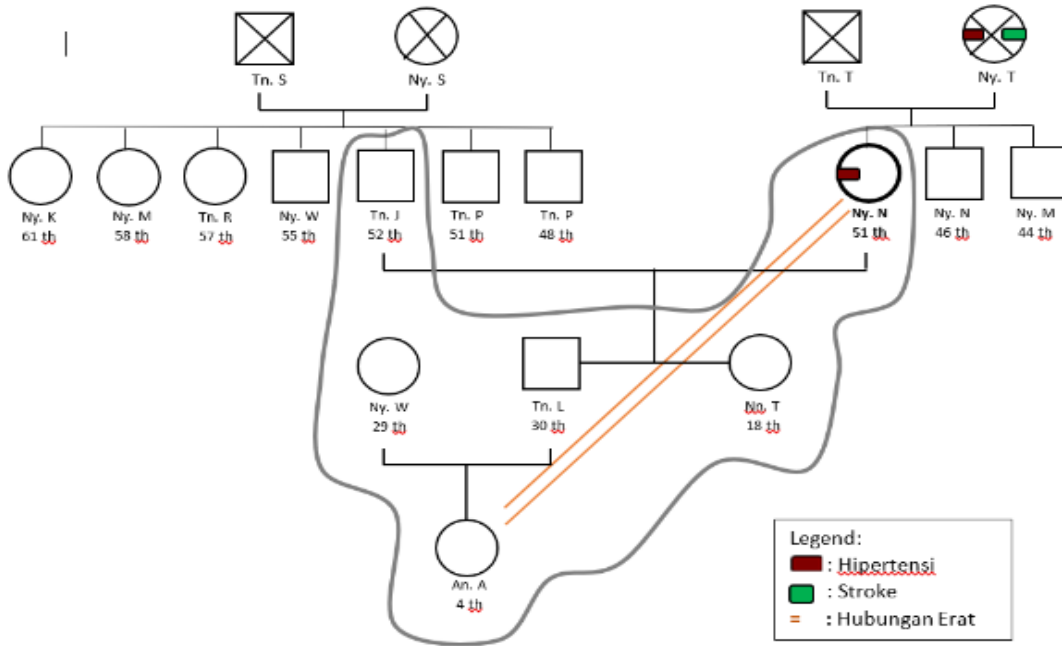 Tn. S
Ny. S
Tn. T
Ny. T
Ny. K
61 th
Ny. M
58 th
Tn. R
57 th
Ny. W
55 th
Tn. J
52 th
Tn. P
51 th
Tn. P
48 th
Ny. N
51 th
Ny. N
46 th
Ny. M
44 th
Ny. W
29 th
Tn. L
30 th
Nn. T
18 th
An. A
4 th
Legend:
: Hipertensi
: Stroke
= : Hubungan Erat